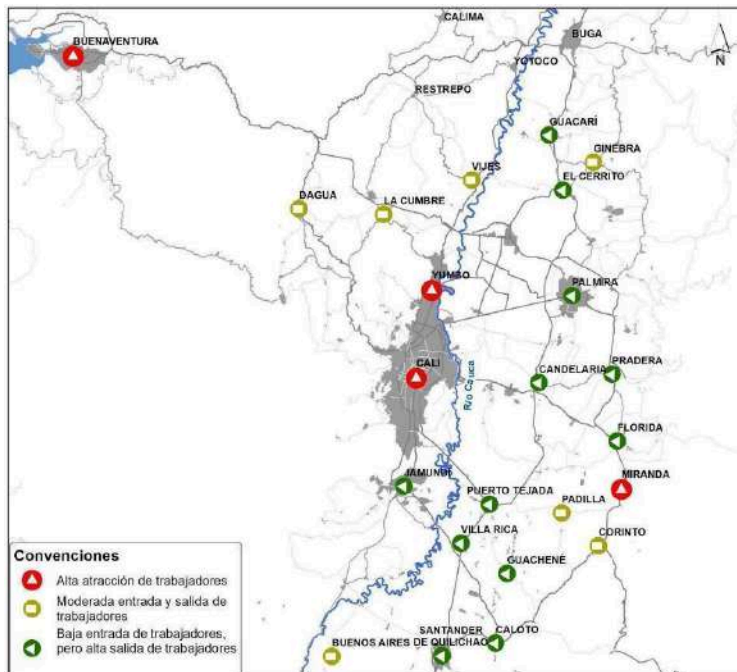 CALIMA
BUENAVENTURA
BUGA
N
YOTOCO
RESTREPO
GUACARÍ
GINEBRA
VIJES
EL CERRITO
DAGUA
LA CUMBRE
YUMBO
PALMIRA
CALI
Río Cauca
CANDELARIA
PRADERA
FLORIDA
JAMUNDI
MIRANDA
PUERTO TEJADA
PADILLA
VILLA RICA
CORINTO
GUACHENÉ
BUENOS AIRES
SANTANDER
DE QUILICHAO
CALOTO
Convenciones
Alta atracción de trabajadores
Moderada entrada y salida de
trabajadores
Baja entrada de trabajadores,
pero alta salida de trabajadores